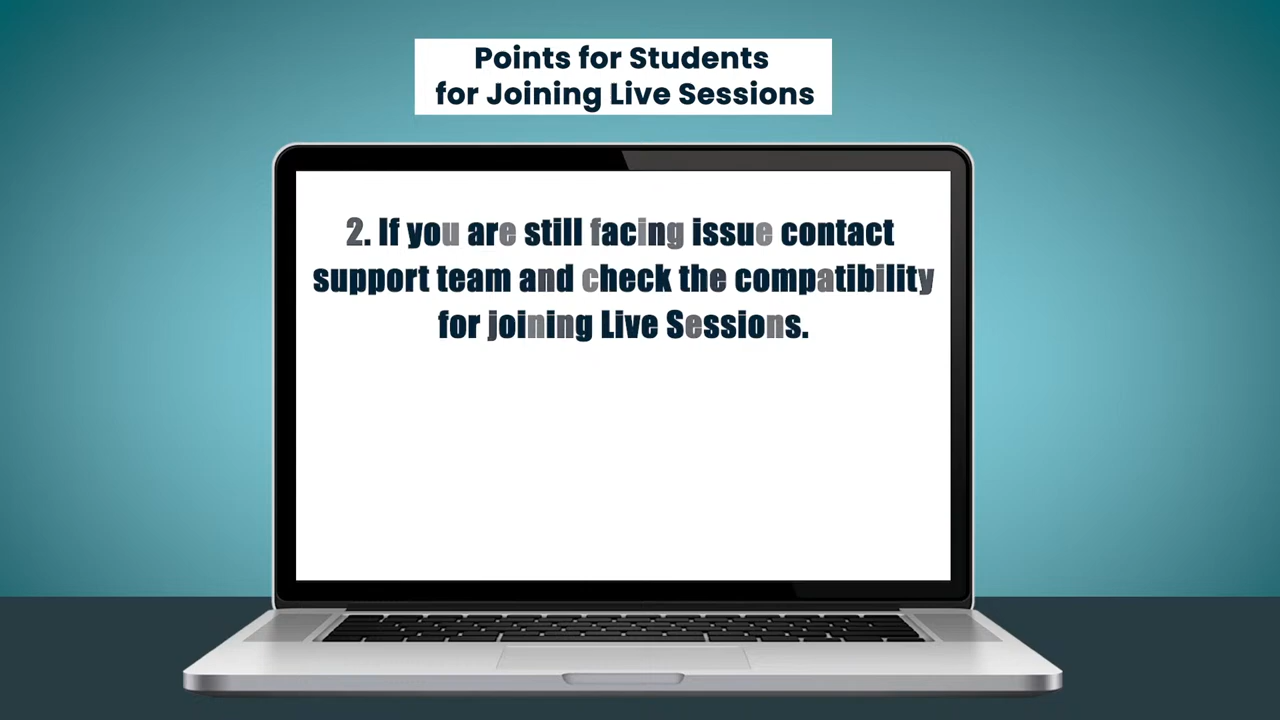 Points for Students
for Joining Live Sessions
2. If you are still facing issue contact
support team and check the compatibility
for joining Live Sessions.